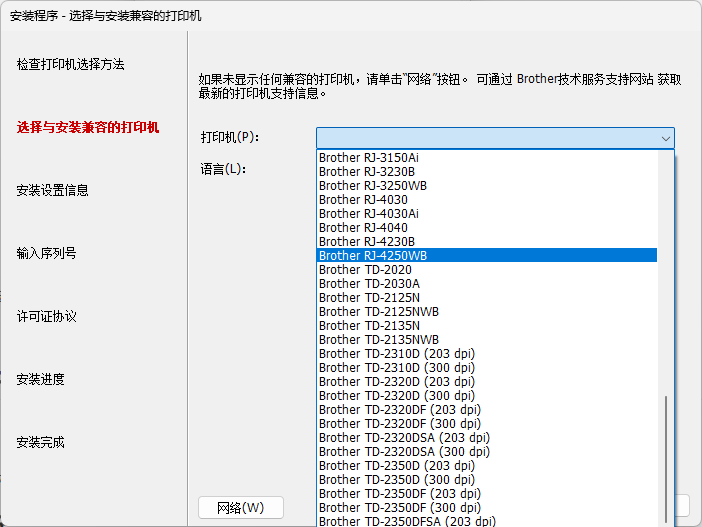 安装程序 - 选择与安装兼容的打印机
检查打印机选择方法
选择与安装兼容的打印机
安装设置信息
输入序列号
许可证协议
安装进度
安装完成
如果未显示任何兼容的打印机，请单击“网络”按钮。 可通过 Brother技术服务支持网站 获取
最新的打印机支持信息。
打印机(P):
语言(L):
Brother RJ-3150Ai
Brother RJ-3230B
Brother RJ-3250WB
Brother RJ-4030
Brother RJ-4030Ai
Brother RJ-4040
Brother RJ-4230B
Brother RJ-4250WB
Brother TD-2020
Brother TD-2030A
Brother TD-2125N
Brother TD-2125NWB
Brother TD-2135N
Brother TD-2135NWB
Brother TD-2310D (203 dpi)
Brother TD-2310D (300 dpi)
Brother TD-2320D (203 dpi)
Brother TD-2320D (300 dpi)
Brother TD-2320DF (203 dpi)
Brother TD-2320DF (300 dpi)
Brother TD-2320DSA (203 dpi)
Brother TD-2320DSA (300 dpi)
Brother TD-2350D (203 dpi)
Brother TD-2350D (300 dpi)
Brother TD-2350DF (203 dpi)
Brother TD-2350DF (300 dpi)
Brother TD-2350DFSA (203 dpi)
网络(W)